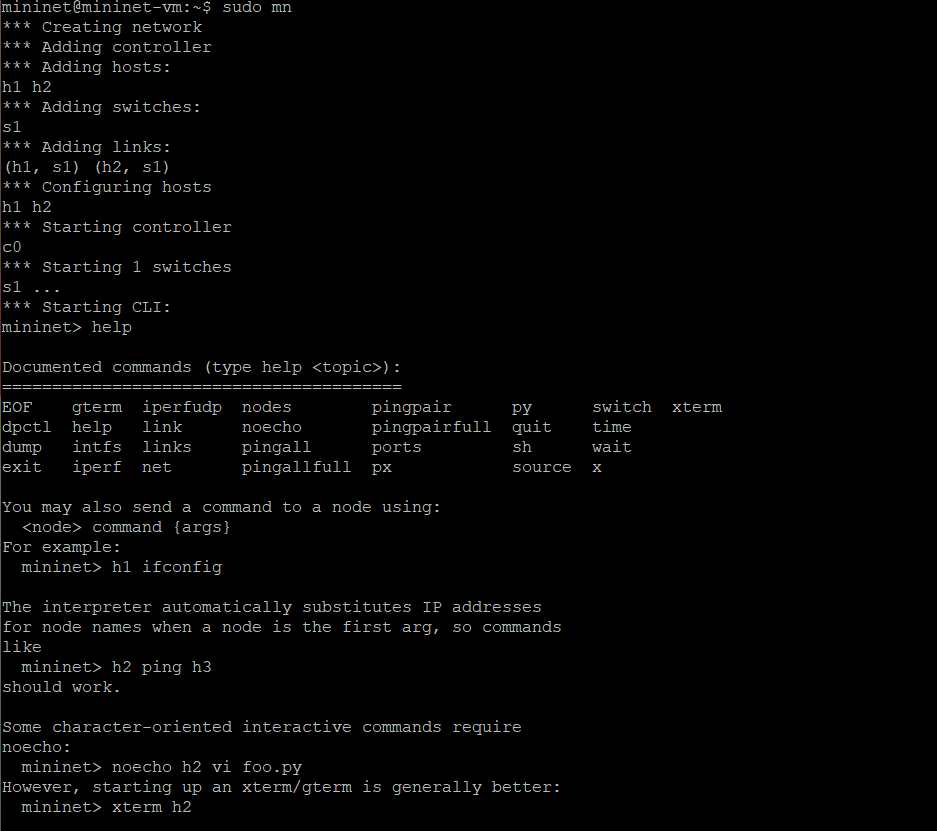 mininet@mininet-vm:~$ sudo mn
*** Creating network
*** Adding controller
*** Adding hosts:
h1 h2
*** Adding switches:
s1
*** Adding links:
(h1, s1) (h2, s1)
*** Configuring hosts
h1 h2
*** Starting controller
c0
*** Starting 1 switches
s1 ...
*** Starting CLI:
mininet> help

Documented commands (type help <topic>):
========================================
EOF    gterm  iperfudp  nodes        pingpair      py      switch  xterm
dpctl  help   link      noecho       pingpairfull  quit    time
dump   intfs  links     pingall      ports         sh      wait
exit   iperf  net       pingallfull  px            source  x

You may also send a command to a node using:
  <node> command {args}
For example:
  mininet> h1 ifconfig

The interpreter automatically substitutes IP addresses
for node names when a node is the first arg, so commands
like
  mininet> h2 ping h3
should work.

Some character-oriented interactive commands require
noecho:
  mininet> noecho h2 vi foo.py
However, starting up an xterm/gterm is generally better:
  mininet> xterm h2